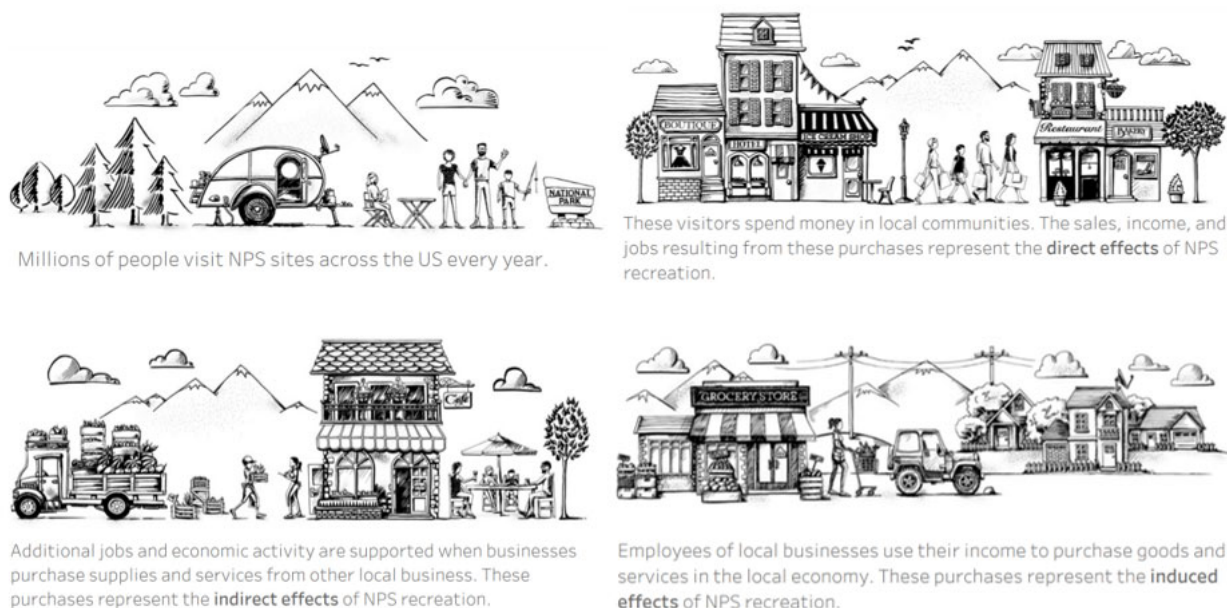 NATIONAL
PARK
Millions of people visit NPS sites across the US every year.
BOUTIQUE
HOTEL
ICE CREAM SHOP
Restaurant
BAKERY
These visitors spend money in local communities. The sales, income, and
jobs resulting from these purchases represent the direct effects of NPS
recreation.
Café
Additional jobs and economic activity are supported when businesses
purchase supplies and services from other local business. These
purchases represent the indirect effects of NPS recreation.
GROCERY STORE
Employees of local businesses use their income to purchase goods and
services in the local economy. These purchases represent the induced
effects of NPS recreation.